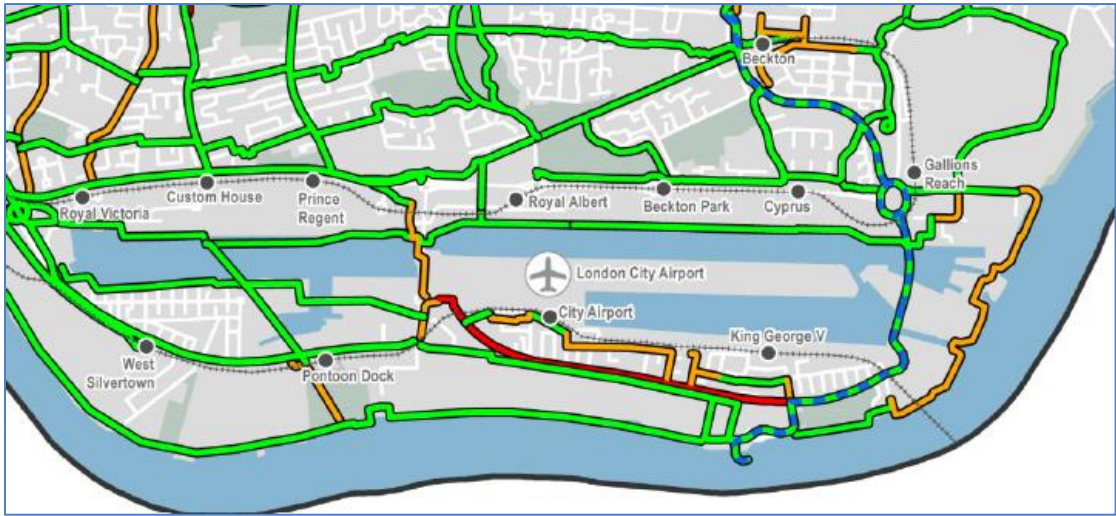 Beckton
Gallions
Reach
Royal Victoria
Custom House
Prince
Regent
Royal Albert
Beckton Park
Cyprus
London City Airport
City Airport
King George V
West
Silvertown
Pontoon Dock